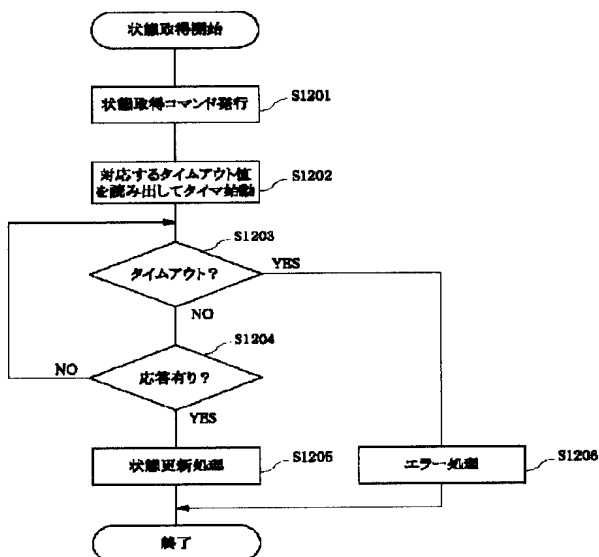 状態取得開始
状態取得コマンド発行
S1201
対応するタイムアウト値
を読み出してタイマ始動
S1202
S1203
タイムアウト?
YES
NO
S1204
応答有り?
NO
YES
状態更新処理
S1205
エラー処理
S1206
終了